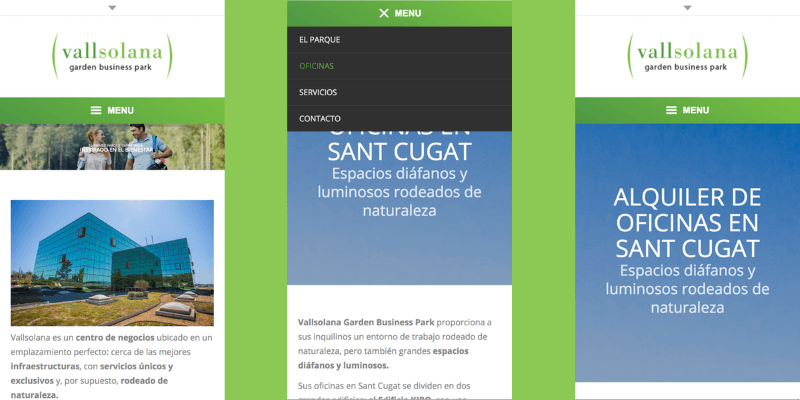 vallsolana
garden business park
MENU
INSPIRADO EN EL BIENESTAR
Vallsolana es un centro de negocios ubicado en un
emplazamiento perfecto: cerca de las mejores
infraestructuras, con servicios únicos y
exclusivos y, por supuesto, rodeado de
naturaleza.
MENU
EL PARQUE
OFICINAS
SERVICIOS
CONTACTO
OFICINAS EN
SANT CUGAT
Espacios diáfanos y
luminosos rodeados de
naturaleza
Vallsolana Garden Business Park proporciona a
sus inquilinos un entorno de trabajo rodeado de
naturaleza, pero también grandes espacios
diáfanos y luminosos.
Sus oficinas en Sant Cugat se dividen en dos
vallsolana
garden business park
MENU
ALQUILER DE
OFICINAS EN
SANT CUGAT
Espacios diáfanos y
luminosos rodeados de
naturaleza